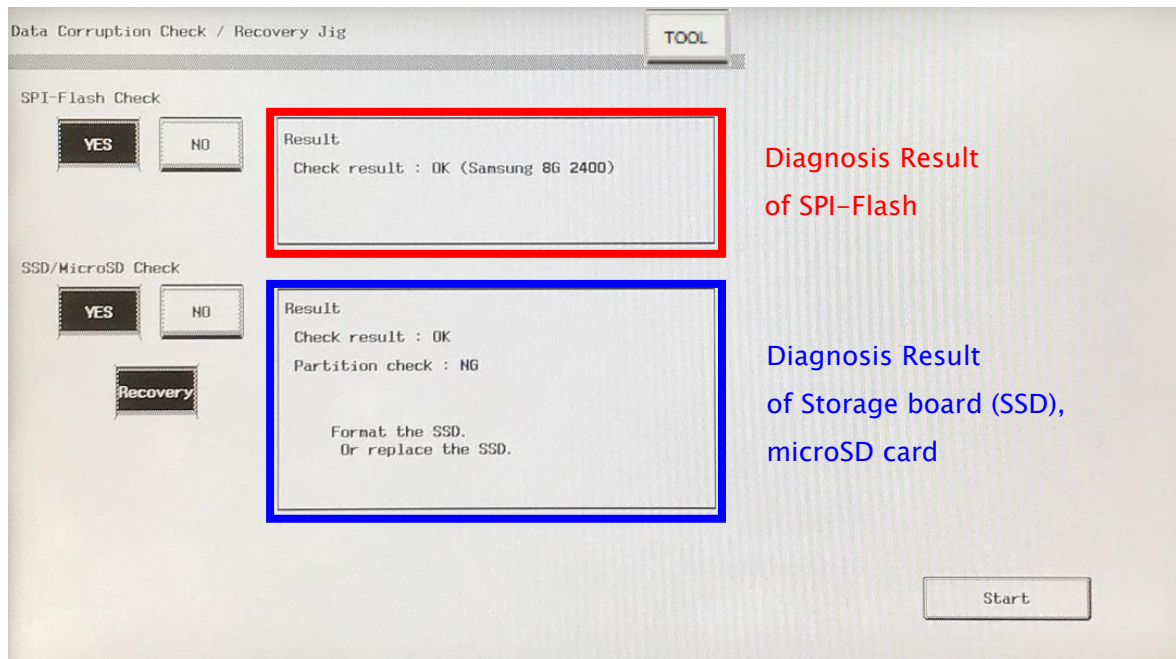 Data Corruption Check / Recovery Jig
TOOL
SPI-Flash Check
YES
NO
Result
Check result : OK (Samsung 8G 2400)
Diagnosis Result
of SPI-Flash
SSD/MicroSD Check
YES
NO
Recovery
Result
Check result : OK
Partition check : NG
Format the SSD.
Or replace the SSD.
Diagnosis Result
of Storage board (SSD),
microSD card
Start